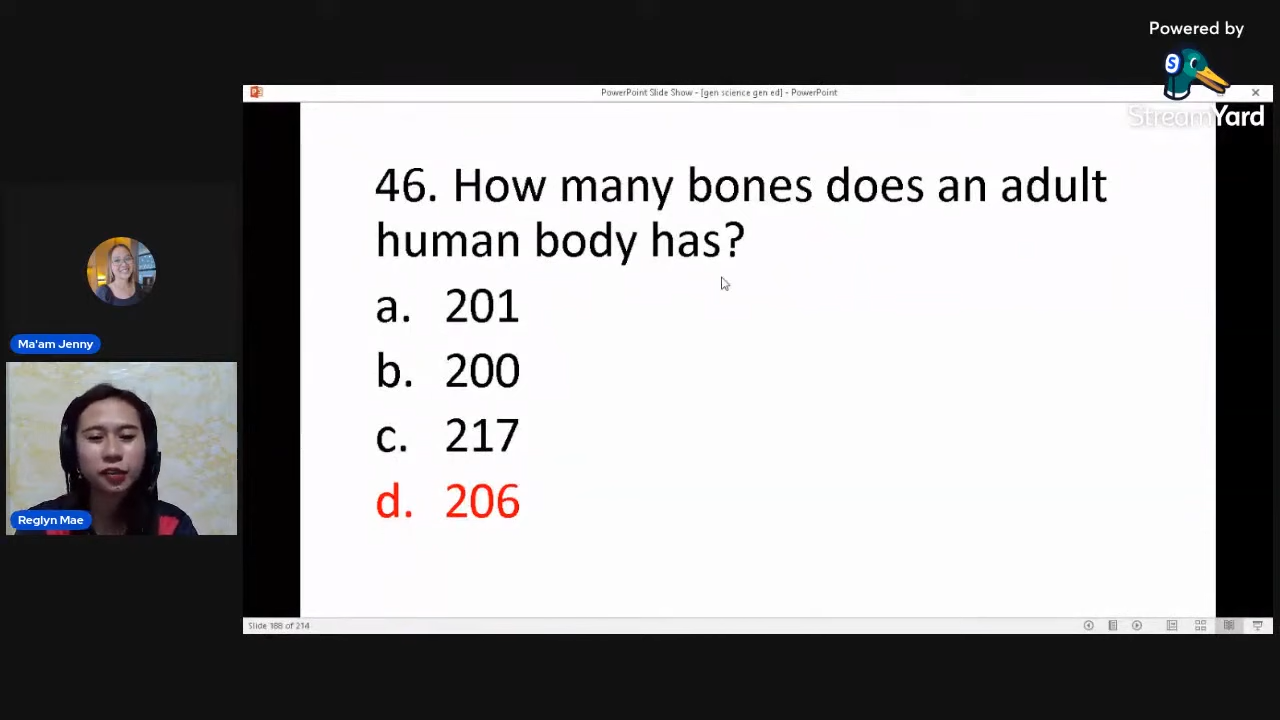 Powered by
StreamYard
PowerPoint Slide Show - [gen science gen ed] - PowerPoint
46. How many bones does an adult
human body has?
a. 201
b. 200
c. 217
d. 206
Ma'am Jenny
Reglyn Mae
Slide 188 of 214